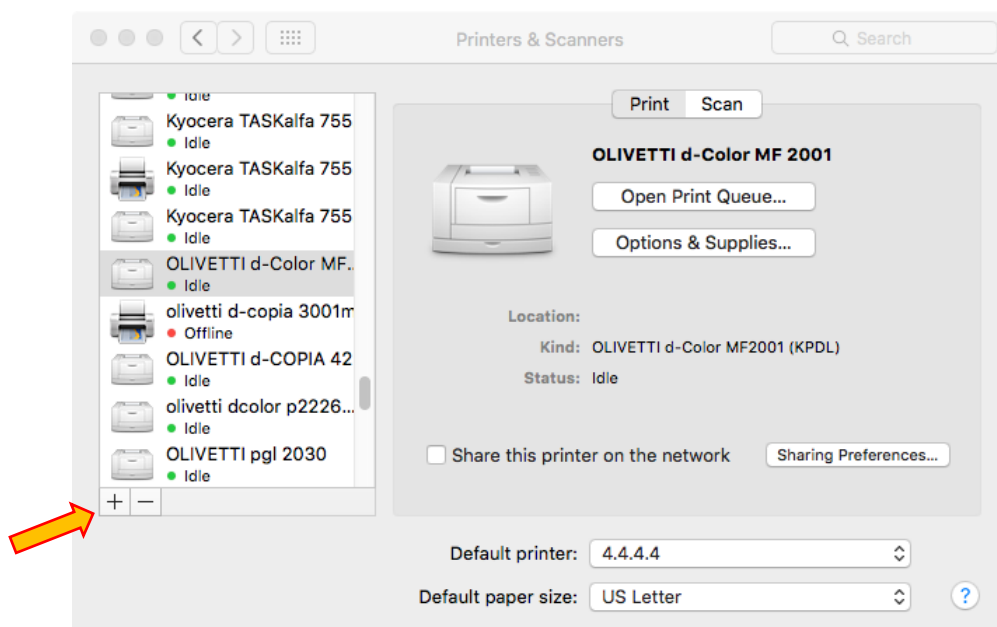 Printers & Scanners
Search
Idle
Kyocera TASKalfa 755
Idle
Kyocera TASKalfa 755
Idle
Kyocera TASKalfa 755
Idle
OLIVETTI d-Color MF..
Idle
olivetti d-copia 3001m
Offline
OLIVETTI d-COPIA 42
Idle
olivetti dcolor p2226...
Idle
OLIVETTI pgl 2030
Idle
+ −
Print Scan
OLIVETTI d-Color MF 2001
Open Print Queue...
Options & Supplies...
Location:
Kind: OLIVETTI d-Color MF2001 (KPDL)
Status: Idle
Share this printer on the network Sharing Preferences...
Default printer: 4.4.4.4
Default paper size: US Letter
?